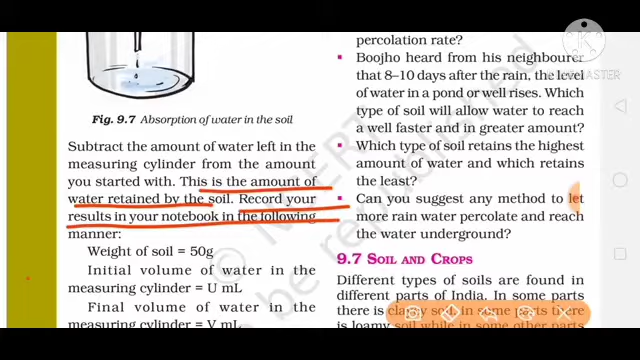 Fig. 9.7 Absorption of water in the soil
Subtract the amount of water left in the
measuring cylinder from the amount
you started with. This is the amount of
water retained by the soil. Record your
results in your notebook in the following
manner:
Weight of soil = 50g
Initial volume of water in the
measuring cylinder = U mL
Final volume of water in the
measuring cylinder = V mL
percolation rate?
▪ Boojho heard from his neighbourer
that 8–10 days after the rain, the level
of water in a pond or well rises. Which
type of soil will allow water to reach
a well faster and in greater amount?
▪ Which type of soil retains the highest
amount of water and which retains
the least?
▪ Can you suggest any method to let
more rain water percolate and reach
the water underground?
9.7 SOIL AND CROPS
Different types of soils are found in
different parts of India. In some parts
there is clayey soil, in some parts there
is loamy soil while in some other parts
be republished